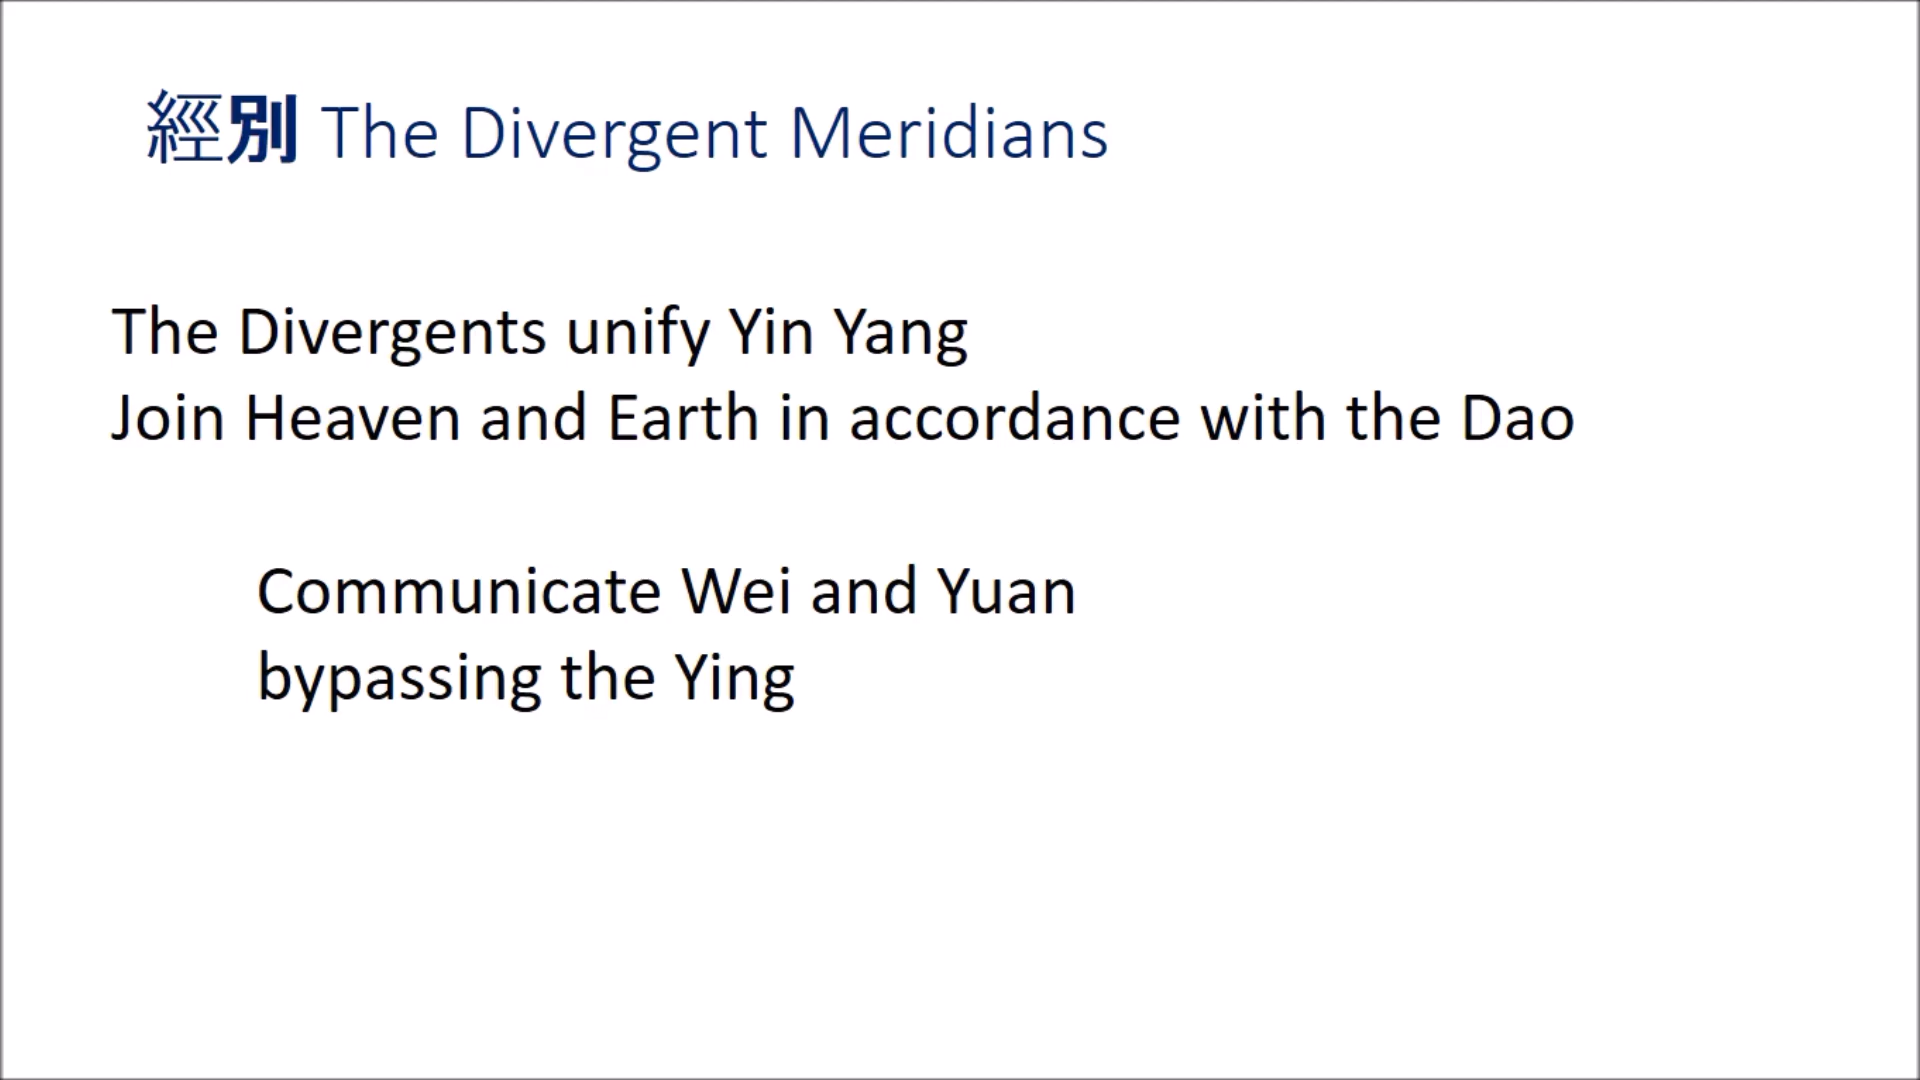 經別 The Divergent Meridians
The Divergents unify Yin Yang
Join Heaven and Earth in accordance with the Dao
Communicate Wei and Yuan
bypassing the Ying